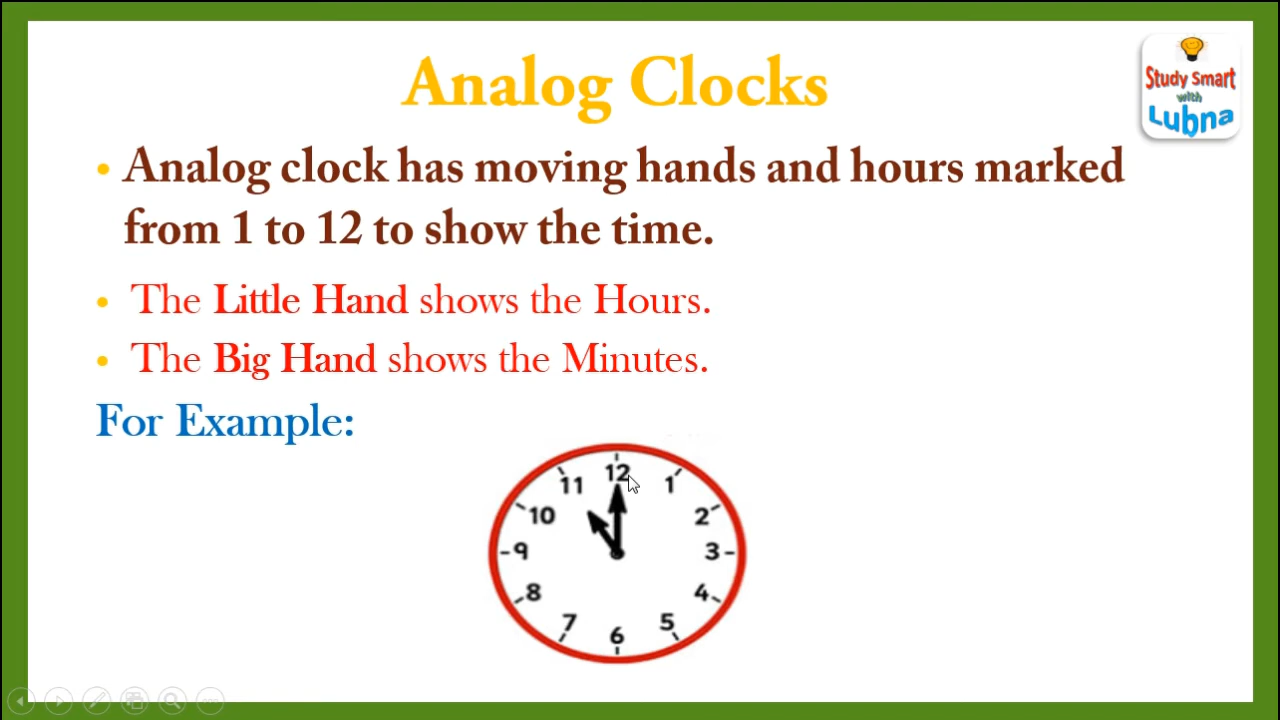 Analog Clocks
Study Smart
with
Lubna
• Analog clock has moving hands and hours marked
from 1 to 12 to show the time.
• The Little Hand shows the Hours.
• The Big Hand shows the Minutes.
For Example:
12
11 1
10 2
9 3
8 4
7 5
6